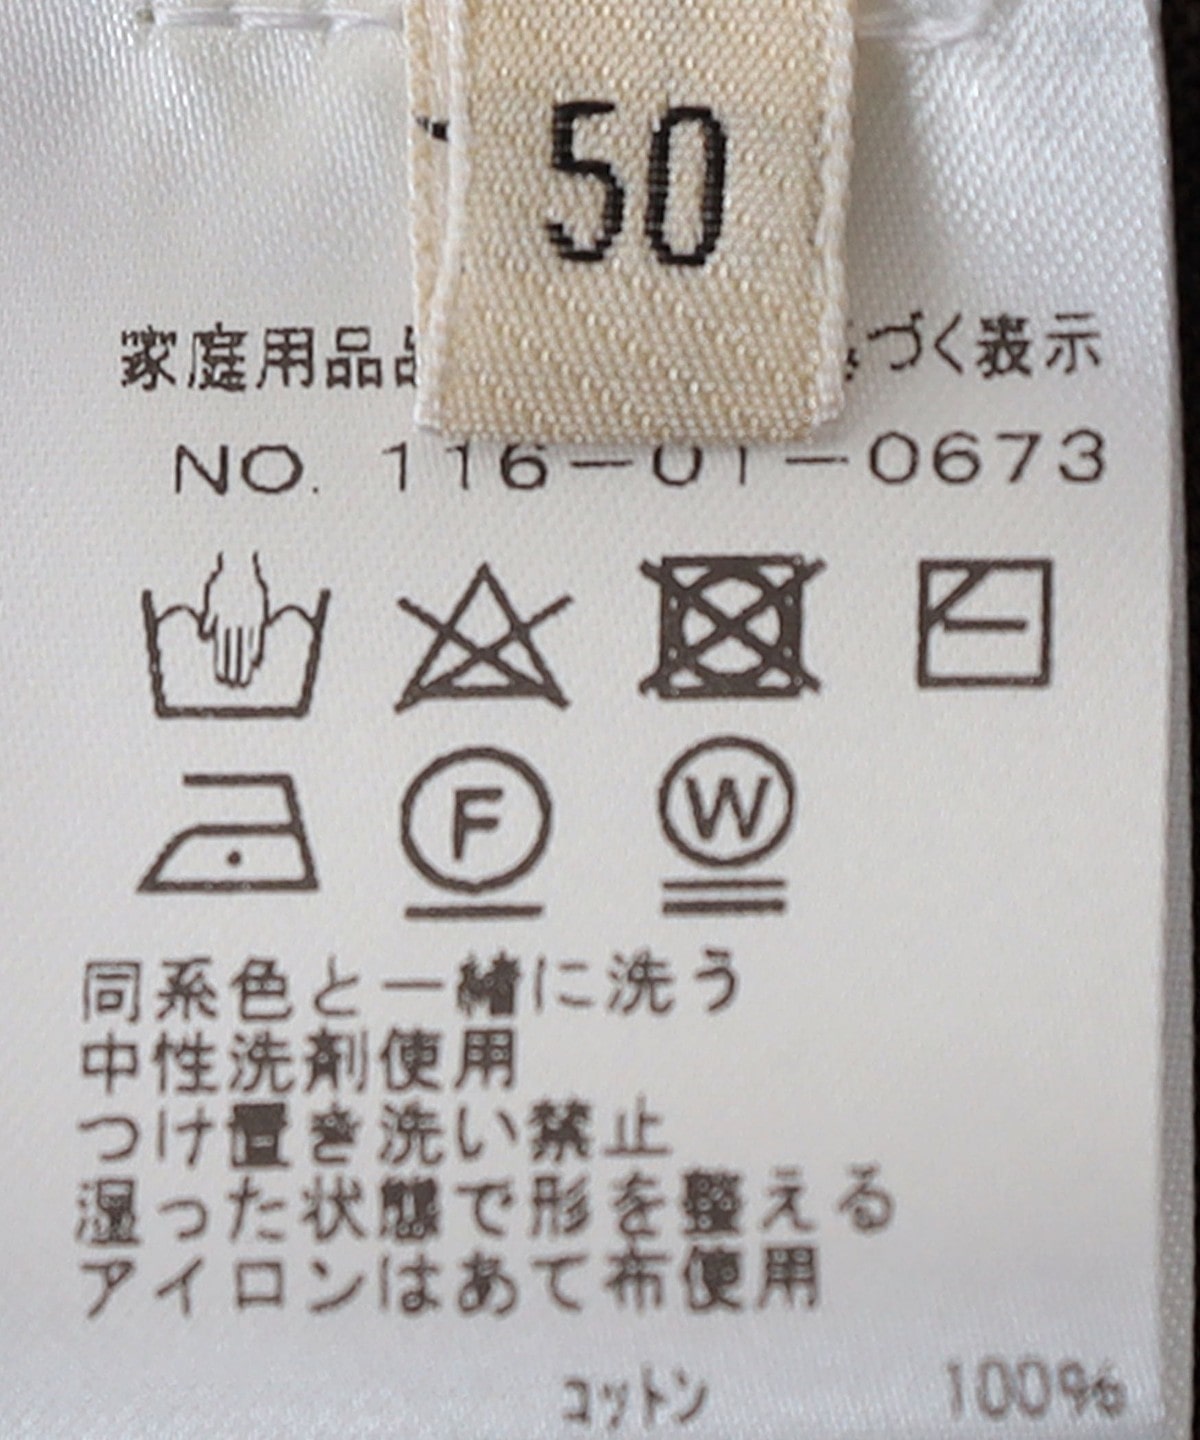 50
家庭用品品 づく表示
NO. 116-01-0673
F W
同系色と一緒に洗う
中性洗剤使用
つけ置き洗い禁止
湿った状態で形を整える
アイロンはあて布使用
コットン 100%